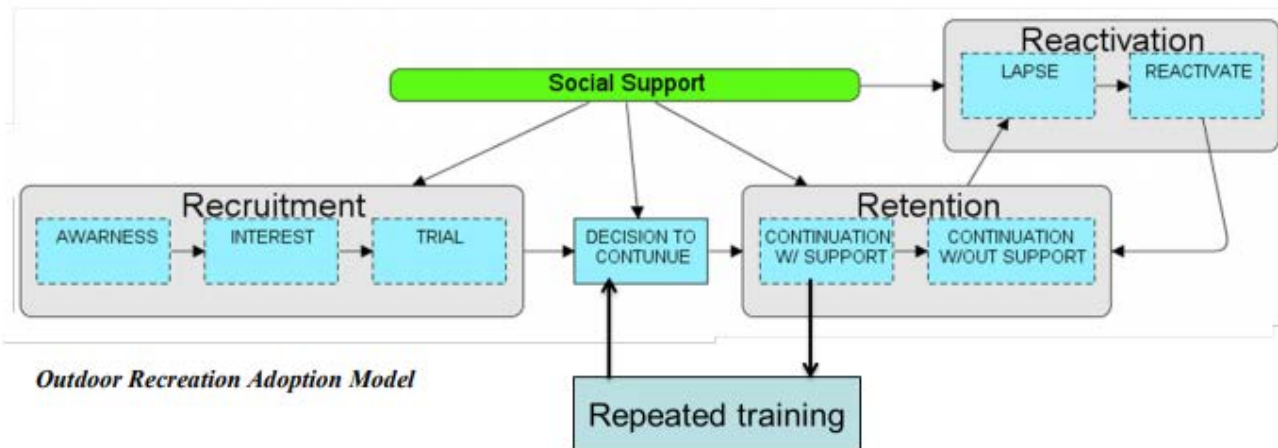 Reactivation
LAPSE
REACTIVATE
Social Support
Recruitment
AWARNESS
INTEREST
TRIAL
DECISION TO
CONTUNUE
Retention
CONTINUATION
W/ SUPPORT
CONTINUATION
W/OUT SUPPORT
Outdoor Recreation Adoption Model
Repeated training